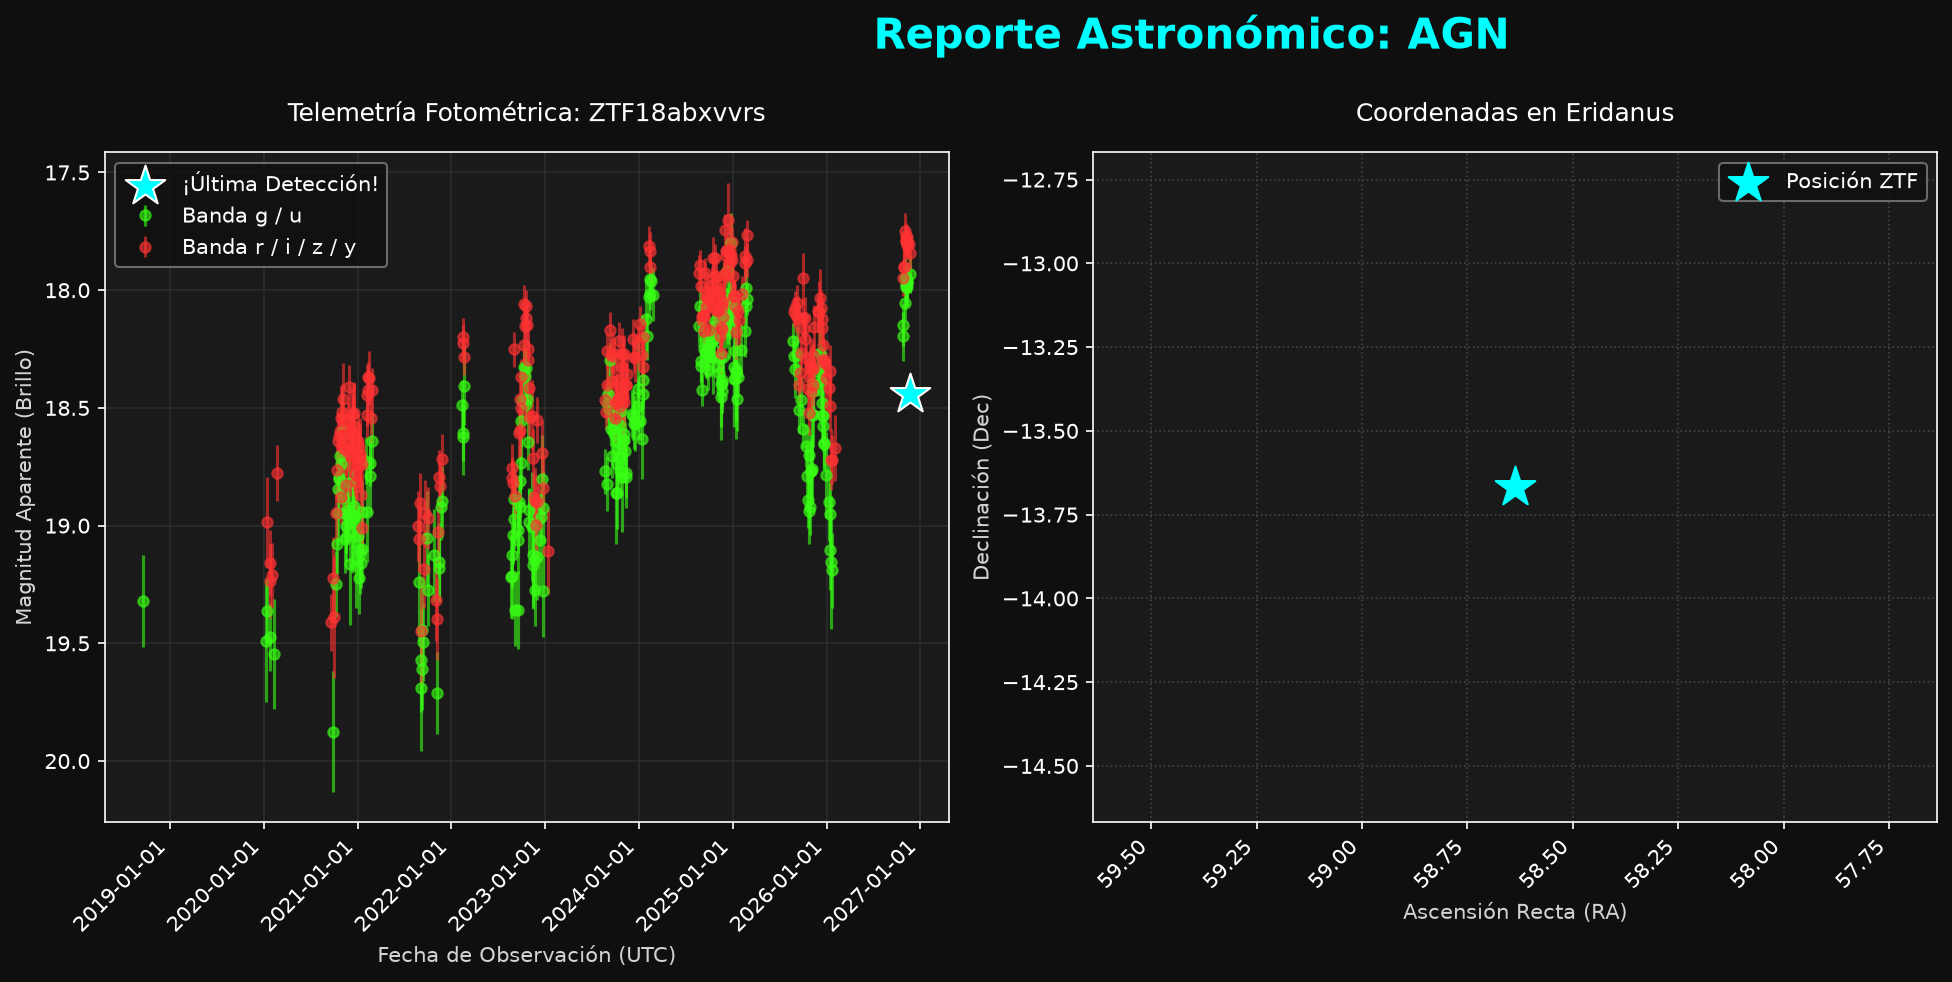 Reporte Astronómico: AGN
Telemetría Fotométrica: ZTF18abxvvrs
¡Última Detección!
Banda g / u
Banda r / i / z / y
Magnitud Aparente (Brillo)
17.5
18.0
18.5
19.0
19.5
20.0
2019-01-01
2020-01-01
2021-01-01
2022-01-01
2023-01-01
2024-01-01
2025-01-01
2026-01-01
2027-01-01
Fecha de Observación (UTC)
Coordenadas en Eridanus
Posición ZTF
Declinación (Dec)
−12.75
−13.00
−13.25
−13.50
−13.75
−14.00
−14.25
−14.50
59.50
59.25
59.00
58.75
58.50
58.25
58.00
57.75
Ascensión Recta (RA)